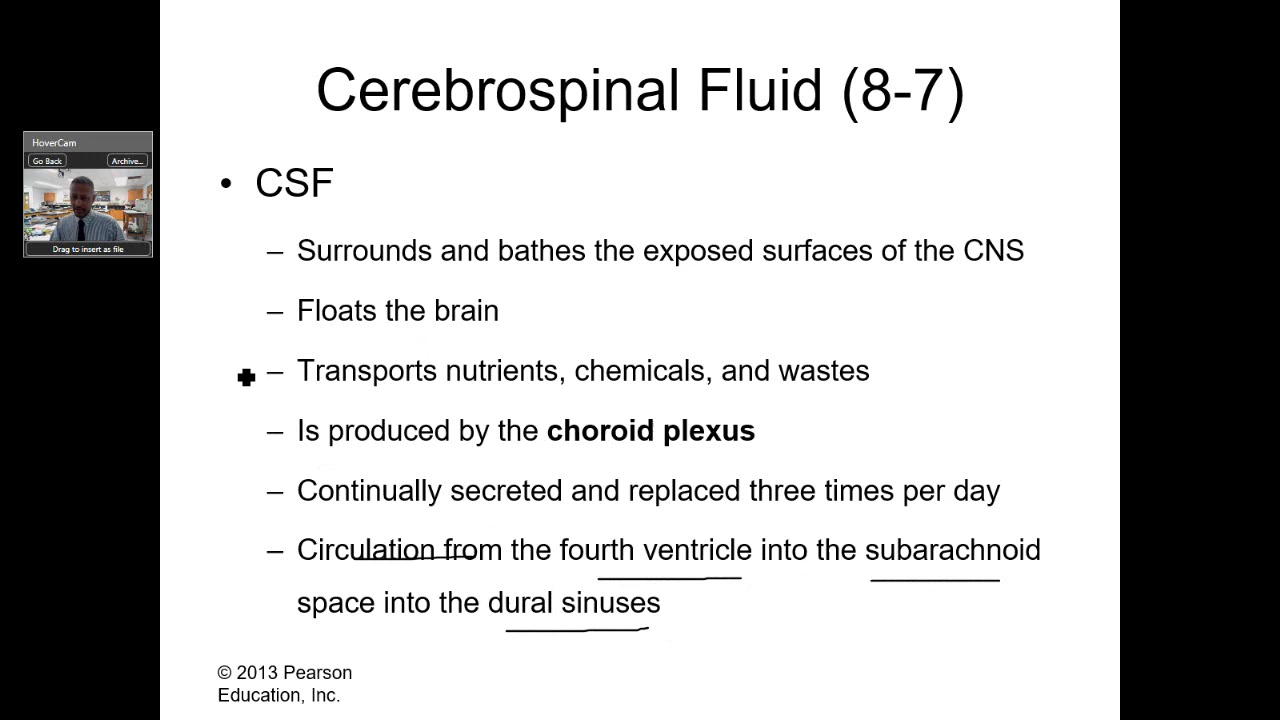 Cerebrospinal Fluid (8-7)
HoverCam
Go Back
Archive...
Drag to insert as file
• CSF
– Surrounds and bathes the exposed surfaces of the CNS
– Floats the brain
– Transports nutrients, chemicals, and wastes
– Is produced by the choroid plexus
– Continually secreted and replaced three times per day
– Circulation from the fourth ventricle into the subarachnoid
space into the dural sinuses
© 2013 Pearson
Education, Inc.